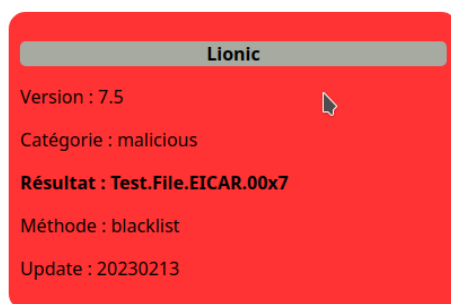 Lionic
Version : 7.5
Catégorie : malicious
Résultat : Test.File.EICAR.00x7
Méthode : blacklist
Update : 20230213